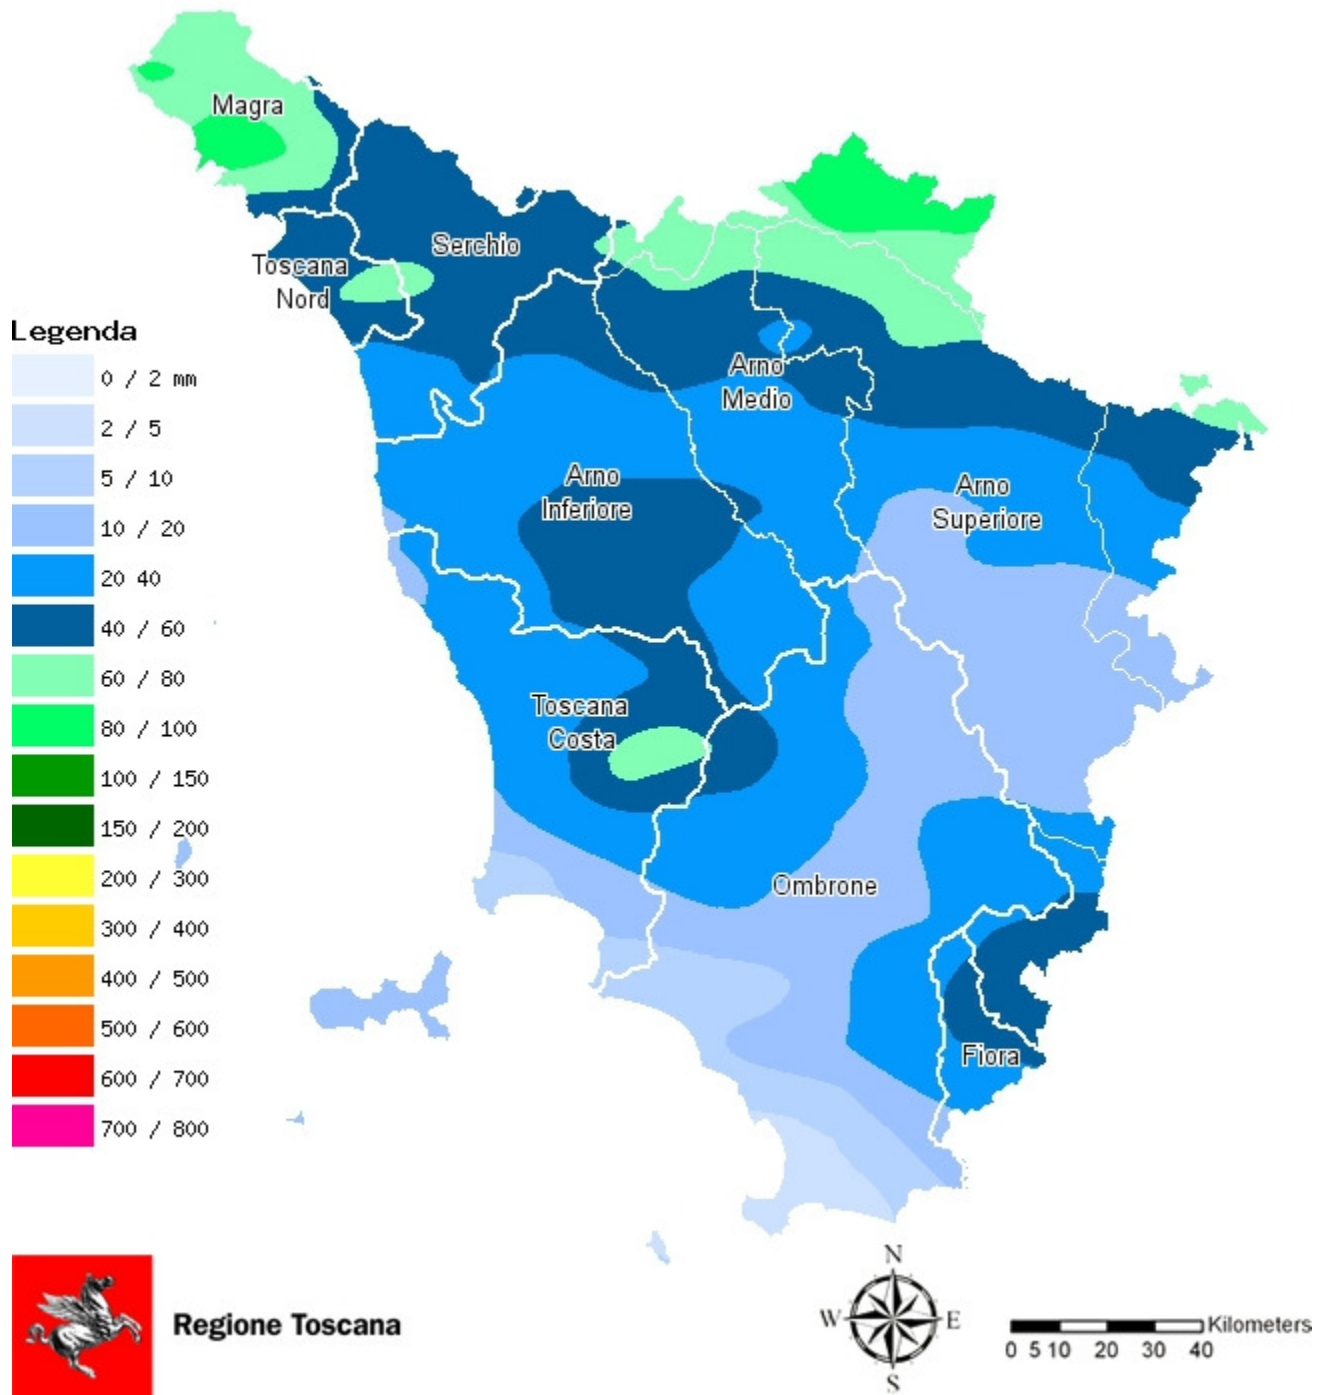 Magra
Serchio
Toscana
Nord
Legenda
0 / 2 mm
2 / 5
5 / 10
10 / 20
20 40
40 / 60
60 / 80
80 / 100
100 / 150
150 / 200
200 / 300
300 / 400
400 / 500
500 / 600
600 / 700
700 / 800
Arno
Medio
Arno
Inferiore
Arno
Superiore
Toscana
Costa
Ombrone
Fiora
Regione Toscana
N
W E
S
Kilometers
0 5 10 20 30 40